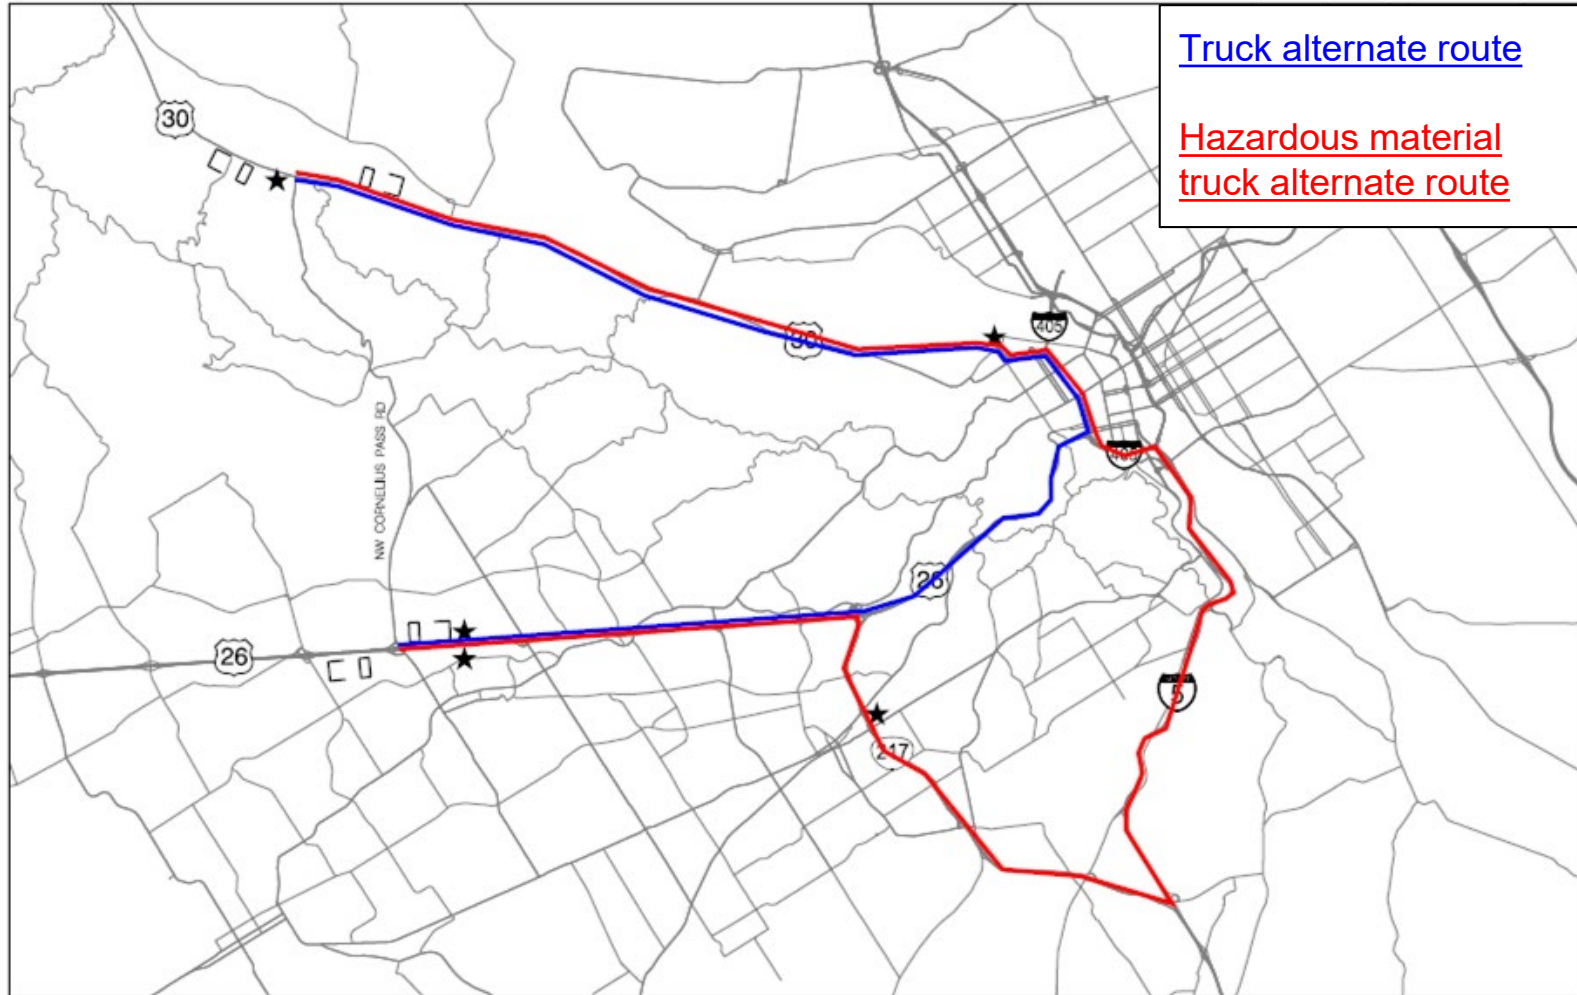 Truck alternate route
Hazardous material
truck alternate route
30
30
405
NW CORNELIUS PASS RD
405
26
26
5
217